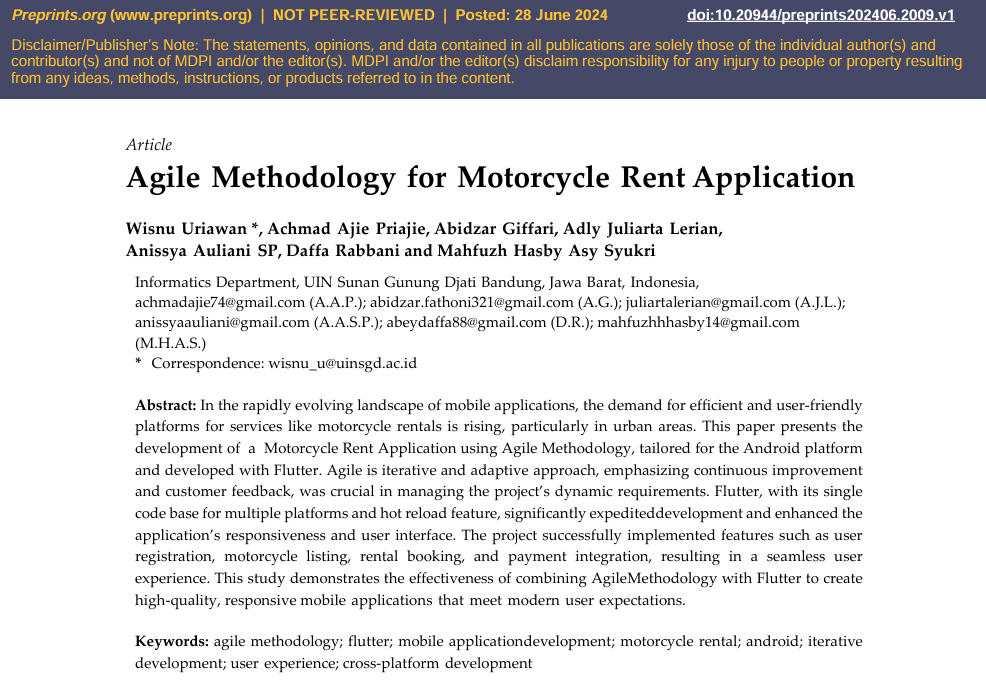 Preprints.org (www.preprints.org) | NOT PEER-REVIEWED | Posted: 28 June 2024 doi:10.20944/preprints202406.2009.v1
Disclaimer/Publisher's Note: The statements, opinions, and data contained in all publications are solely those of the individual author(s) and
contributor(s) and not of MDPI and/or the editor(s). MDPI and/or the editor(s) disclaim responsibility for any injury to people or property resulting
from any ideas, methods, instructions, or products referred to in the content.
Article
Agile Methodology for Motorcycle Rent Application
Wisnu Uriawan *, Achmad Ajie Priajie, Abidzar Giffari, Adly Juliarta Lerian,
Anissya Auliani SP, Daffa Rabbani and Mahfuzh Hasby Asy Syukri
Informatics Department, UIN Sunan Gunung Djati Bandung, Jawa Barat, Indonesia,
achmadajie74@gmail.com (A.A.P.); abidzar.fathoni321@gmail.com (A.G.); juliartalerian@gmail.com (A.J.L.);
anissyaauliani@gmail.com (A.A.S.P.); abeydaffa88@gmail.com (D.R.); mahfuzhhhasby14@gmail.com
(M.H.A.S.)
* Correspondence: wisnu_u@uinsgd.ac.id
Abstract: In the rapidly evolving landscape of mobile applications, the demand for efficient and user-friendly
platforms for services like motorcycle rentals is rising, particularly in urban areas. This paper presents the
development of a Motorcycle Rent Application using Agile Methodology, tailored for the Android platform
and developed with Flutter. Agile is iterative and adaptive approach, emphasizing continuous improvement
and customer feedback, was crucial in managing the project's dynamic requirements. Flutter, with its single
code base for multiple platforms and hot reload feature, significantly expediteddevelopment and enhanced the
application's responsiveness and user interface. The project successfully implemented features such as user
registration, motorcycle listing, rental booking, and payment integration, resulting in a seamless user
experience. This study demonstrates the effectiveness of combining AgileMethodology with Flutter to create
high-quality, responsive mobile applications that meet modern user expectations.
Keywords: agile methodology; flutter; mobile applicationdevelopment; motorcycle rental; android; iterative
development; user experience; cross-platform development